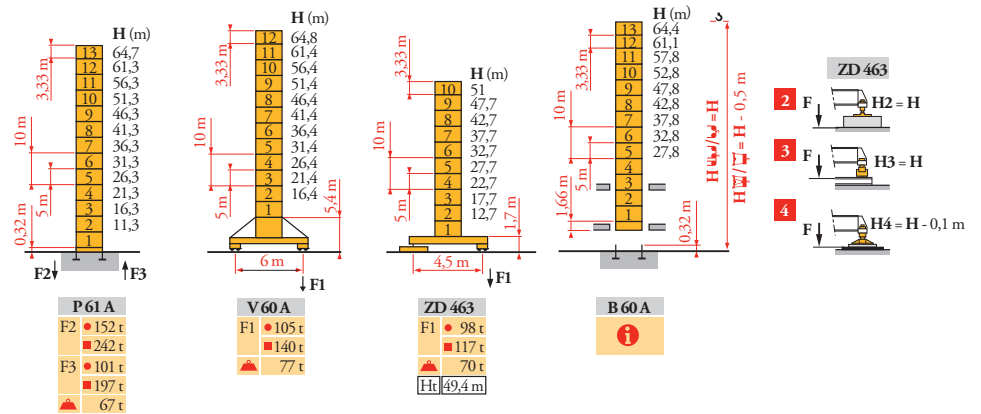 H (m)
13 64,7
12 61,3
11 56,3
10 51,3
9 46,3
8 41,3
7 36,3
6 31,3
5 26,3
4 21,3
3 16,3
2 11,3
1
3,33 m
10 m
5 m
0,32 m
F2
F3
P 61 A
F2 152 t
242 t
F3 101 t
197 t
67 t
H (m)
12 64,8
11 61,4
10 56,4
9 51,4
8 46,4
7 41,4
6 36,4
5 31,4
4 26,4
3 21,4
2 16,4
1
3,33 m
10 m
5 m
5,4 m
6 m
F1
V 60 A
F1 105 t
140 t
77 t
H (m)
10 51
9 47,7
8 42,7
7 37,7
6 32,7
5 27,7
4 22,7
3 17,7
2 12,7
1
3,33 m
10 m
5 m
1,7 m
4,5 m
F1
ZD 463
F1 98 t
117 t
70 t
Ht 49,4 m
H (m)
13 64,4
12 61,1
11 57,8
10 52,8
9 48,8
8 42,8
7 37,8
6 32,8
5 27,8
4
3
2
1
3,33 m
10 m
5 m
1,66 m
0,32 m
= H
= H - 0,5 m
B 60 A
i
ZD 463
2 F H2 = H
3 F H3 = H
4 F H4 = H - 0,1 m